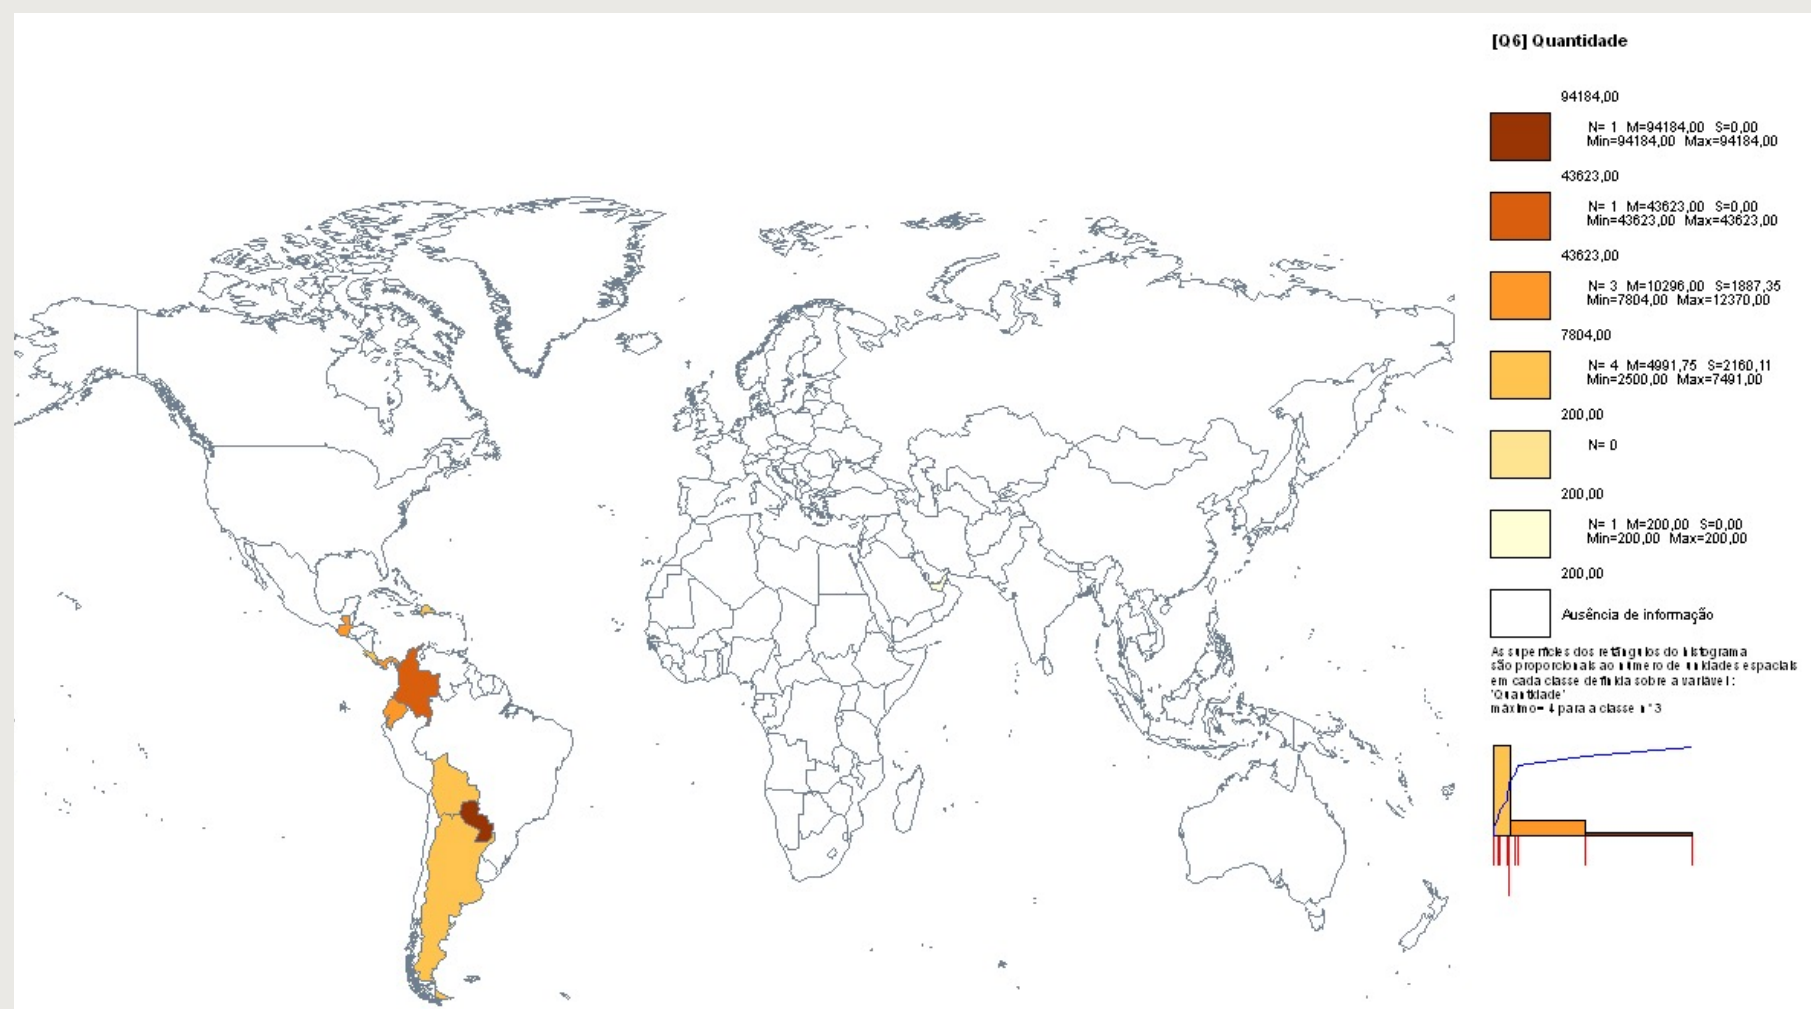 [Q6] Quantidade
94184,00
N= 1 M=94184,00 S=0,00
Min=94184,00 Max=94184,00
43623,00
N= 1 M=43623,00 S=0,00
Min=43623,00 Max=43623,00
43623,00
N= 3 M=10296,00 S=1887,35
Min=7804,00 Max=12370,00
7804,00
N= 4 M=4991,75 S=2160,11
Min=2500,00 Max=7491,00
200,00
N= 0
200,00
N= 1 M=200,00 S=0,00
Min=200,00 Max=200,00
200,00
Ausência de informação
As superfícies dos retângulos do histograma
são proporcionais ao número de unidades espaciais
em cada classe definida sobre a variável :
'Quantidade'
máximo= 4 para a classe n°3